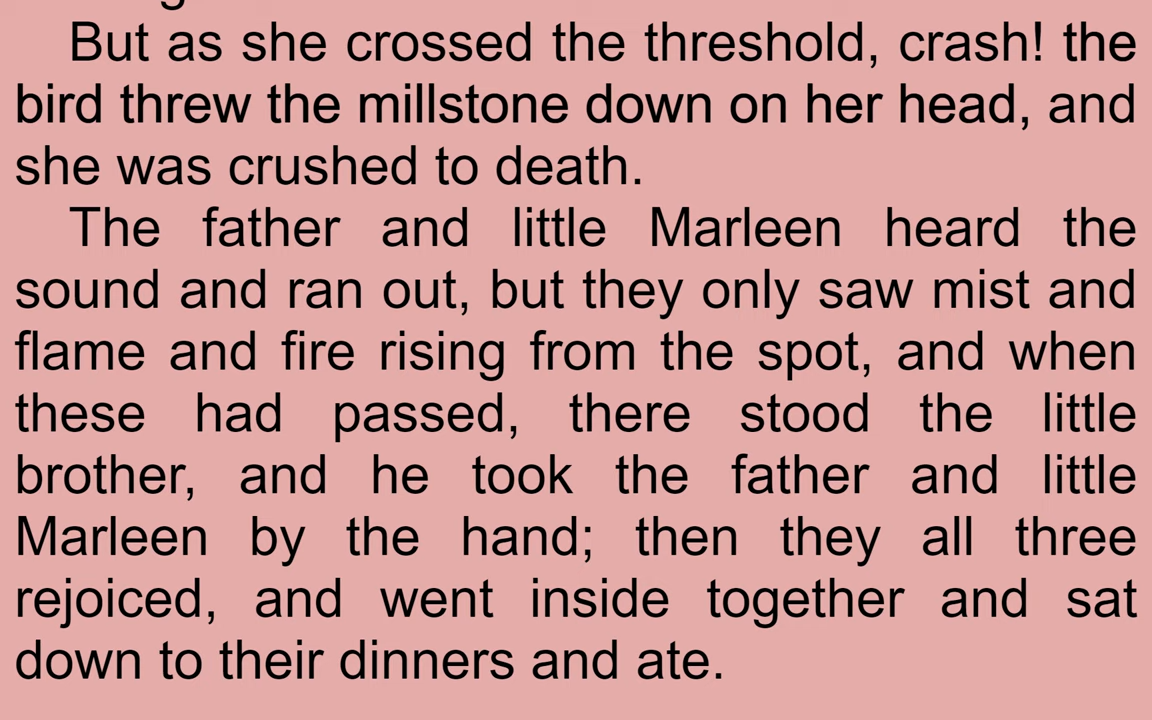 But as she crossed the threshold, crash! the
bird threw the millstone down on her head, and
she was crushed to death.
The father and little Marleen heard the
sound and ran out, but they only saw mist and
flame and fire rising from the spot, and when
these had passed, there stood the little
brother, and he took the father and little
Marleen by the hand; then they all three
rejoiced, and went inside together and sat
down to their dinners and ate.